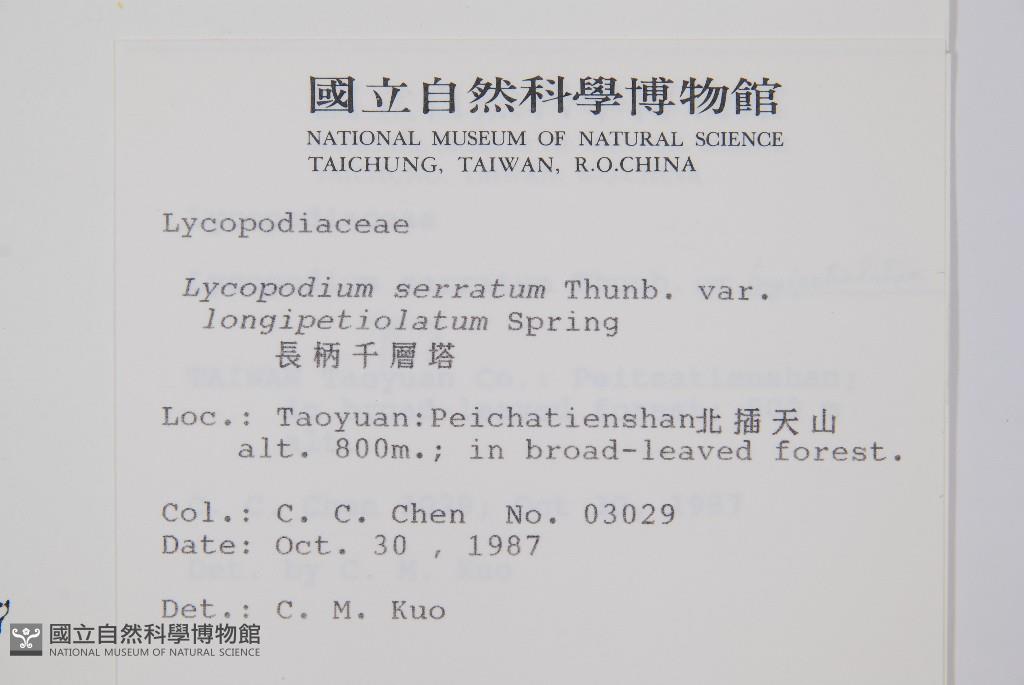 國立自然科學博物館
NATIONAL MUSEUM OF NATURAL SCIENCE
TAICHUNG, TAIWAN, R.O.CHINA
Lycopodiaceae
Lycopodium serratum Thunb. var.
longipetiolatum Spring
長柄千層塔
Loc.: Taoyuan:Peichatienshan北插天山
alt. 800m.; in broad-leaved forest.
Col.: C. C. Chen No. 03029
Date: Oct. 30 , 1987
Det.: C. M. Kuo
國立自然科學博物館
NATIONAL MUSEUM OF NATURAL SCIENCE